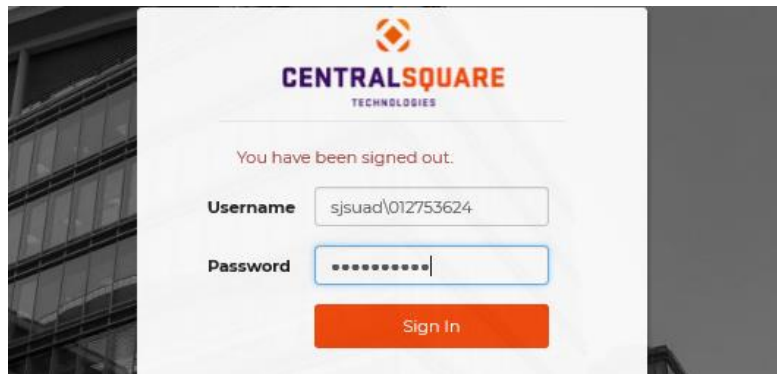 CENTRALSQUARE
TECHNOLOGIES
You have been signed out.
Username sjsuad\012753624
Password ••••••••••
Sign In